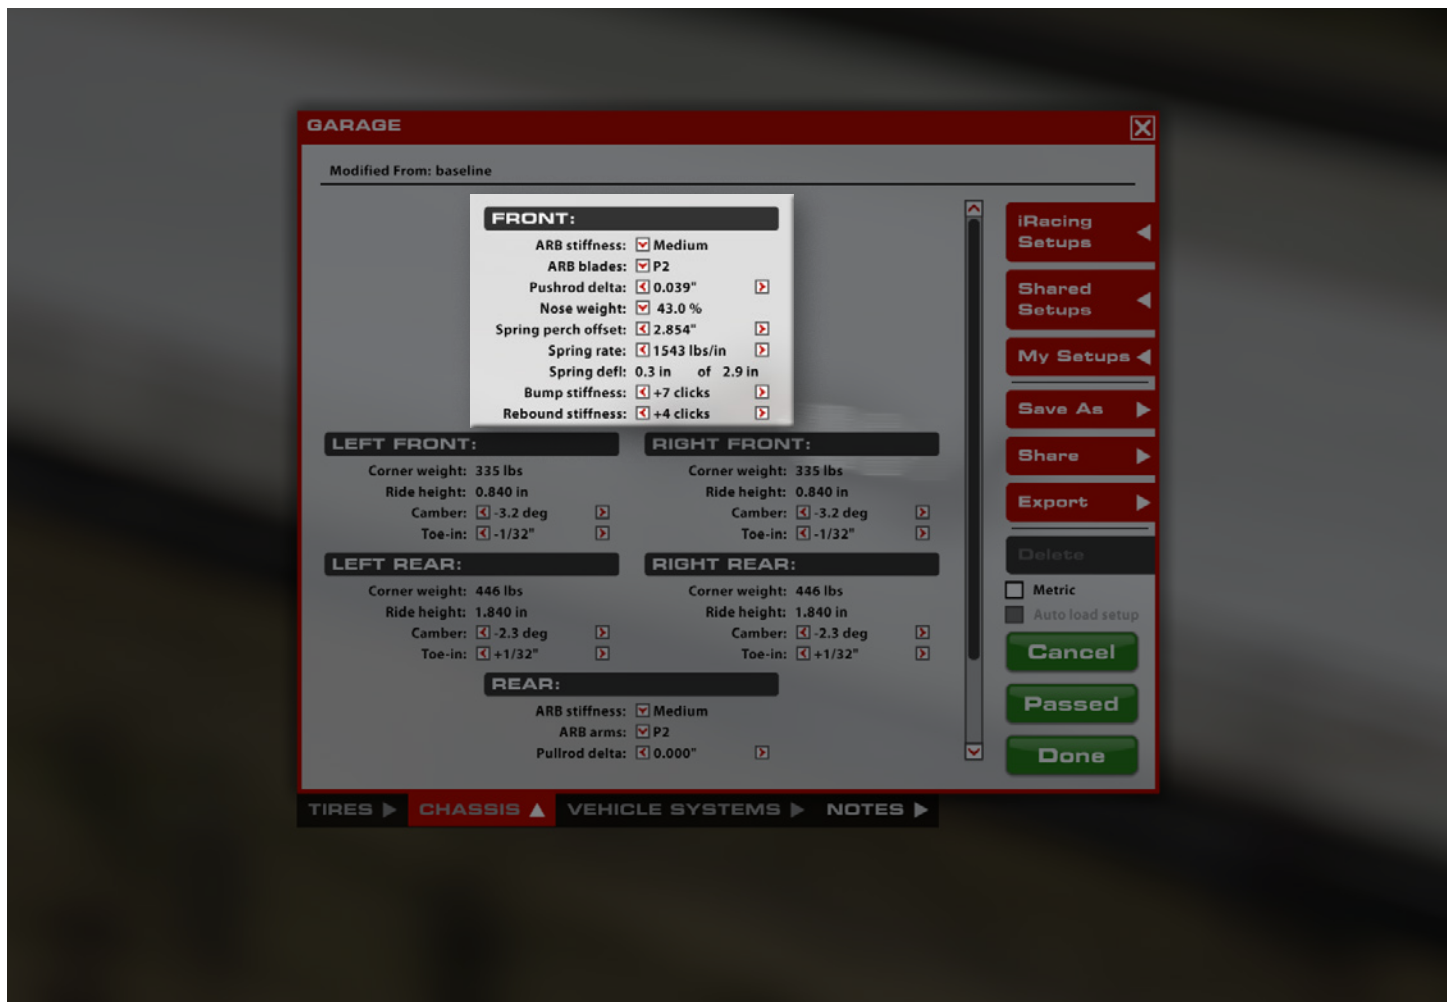 GARAGE
Modified From: baseline
FRONT:
ARB stiffness: Medium
ARB blades: P2
Pushrod delta: 0.039"
Nose weight: 43.0 %
Spring perch offset: 2.854"
Spring rate: 1543 lbs/in
Spring defl: 0.3 in of 2.9 in
Bump stiffness: +7 clicks
Rebound stiffness: +4 clicks
LEFT FRONT:
Corner weight: 335 lbs
Ride height: 0.840 in
Camber: -3.2 deg
Toe-in: -1/32"
RIGHT FRONT:
Corner weight: 335 lbs
Ride height: 0.840 in
Camber: -3.2 deg
Toe-in: -1/32"
LEFT REAR:
Corner weight: 446 lbs
Ride height: 1.840 in
Camber: -2.3 deg
Toe-in: +1/32"
RIGHT REAR:
Corner weight: 446 lbs
Ride height: 1.840 in
Camber: -2.3 deg
Toe-in: +1/32"
REAR:
ARB stiffness: Medium
ARB arms: P2
Pullrod delta: 0.000"
iRacing
Setups
Shared
Setups
My Setups
Save As
Share
Export
Delete
Metric
Auto load setup
Cancel
Passed
Done
TIRES CHASSIS VEHICLE SYSTEMS NOTES